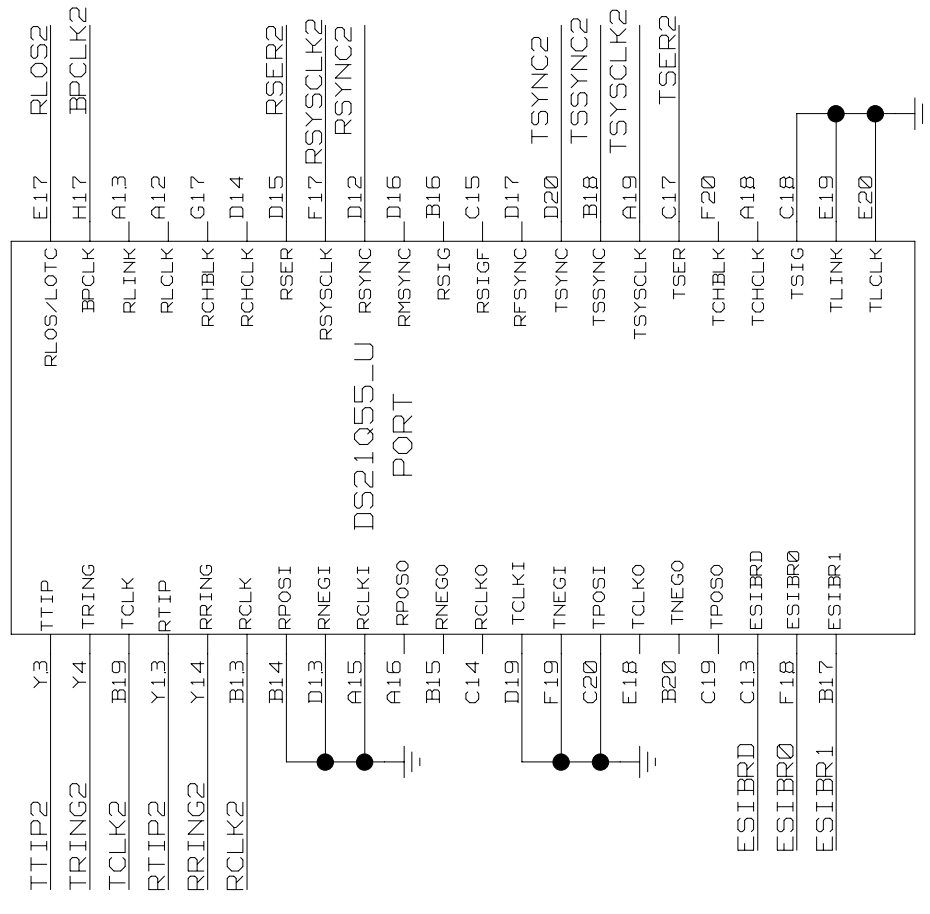 TTIP2 Y3 TTIP RLOS/LOTC E17 RLOS2
TRING2 Y4 TRING BPCLK H17 BPCLK2
TCLK2 B19 TCLK RLINK A13
RTIP2 Y13 RTIP RLCLK A12
RRING2 Y14 RRING RCHBLK G17
RCLK2 B13 RCLK RCHCLK D14
B14 RPOSI RSER D15 RSER2
D13 RNEGI RSYSCLK F17 RSYSCLK2
A15 RCLKI DS21Q55_U RSYNC D12 RSYNC2
A16 RPOSO PORT RMSYNC D16
B15 RNEGO RSIG B16
C14 RCLKO RSIGF C15
D19 TCLKI RFSYNC D17
F19 TNEGI TSYNC D20 TSYNC2
C20 TPOSI TSSYNC B18 TSSYNC2
E18 TCLKO TSYSCLK A19 TSYSCLK2
B20 TNEGO TSER C17 TSER2
C19 TPOSO TCHBLK F20
ESIBRD C13 ESIBRD TCHCLK A18
ESIBR0 F18 ESIBR0 TSIG C18
ESIBR1 B17 ESIBR1 TLINK E19
TLCLK E20